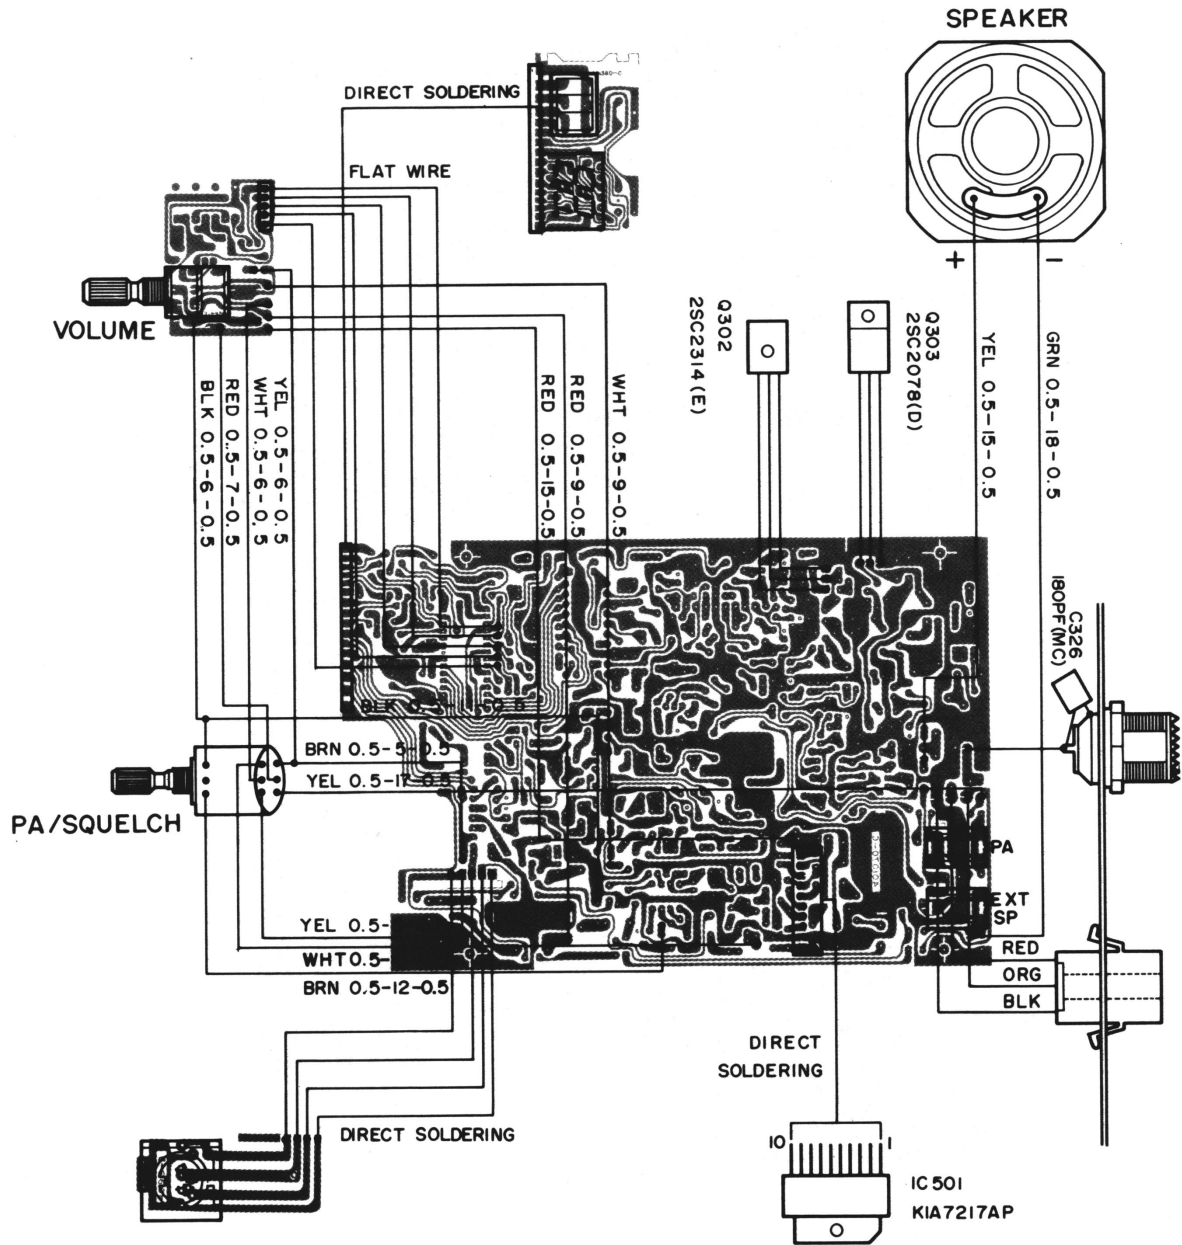 SPEAKER
DIRECT SOLDERING
FLAT WIRE
+
-
VOLUME
Q302
2SC2314(E)
Q303
2SC2078(D)
YEL 0.5-15-0.5
GRN 0.5-18-0.5
BLK 0.5-6-0.5
RED 0.5-7-0.5
WHT 0.5-6-0.5
YEL 0.5-6-0.5
RED 0.5-15-0.5
RED 0.5-9-0.5
WHT 0.5-9-0.5
C326
180PF(MC)
BRN 0.5-5-0.5
YEL 0.5-17-0.5
PA/SQUELCH
PA
EXT
SP
YEL 0.5-
WHT 0.5-
BRN 0.5-12-0.5
RED
ORG
BLK
DIRECT
SOLDERING
DIRECT SOLDERING
10
1
IC501
KIA7217AP